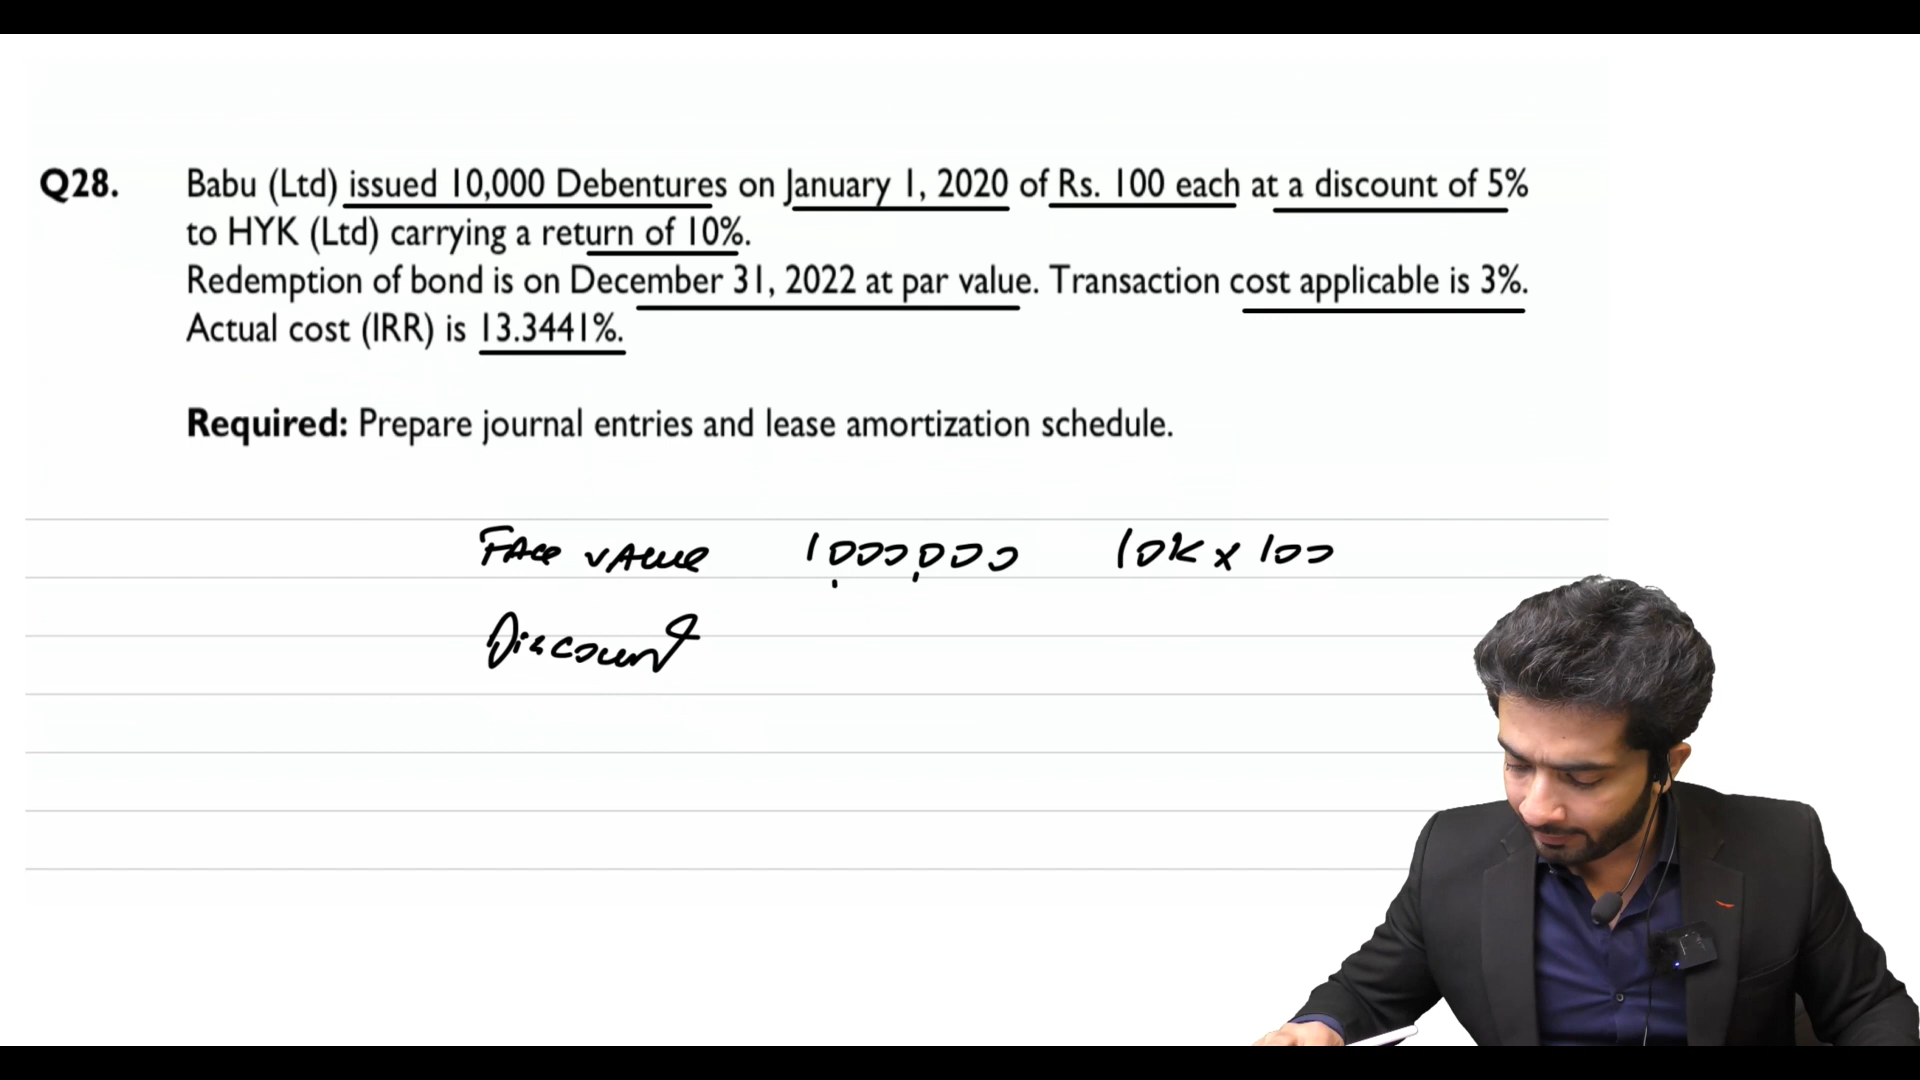 Q28. Babu (Ltd) issued 10,000 Debentures on January 1, 2020 of Rs. 100 each at a discount of 5%
to HYK (Ltd) carrying a return of 10%.
Redemption of bond is on December 31, 2022 at par value. Transaction cost applicable is 3%.
Actual cost (IRR) is 13.3441%.
Required: Prepare journal entries and lease amortization schedule.
Face value 1,000,000 10K x 100
Discount